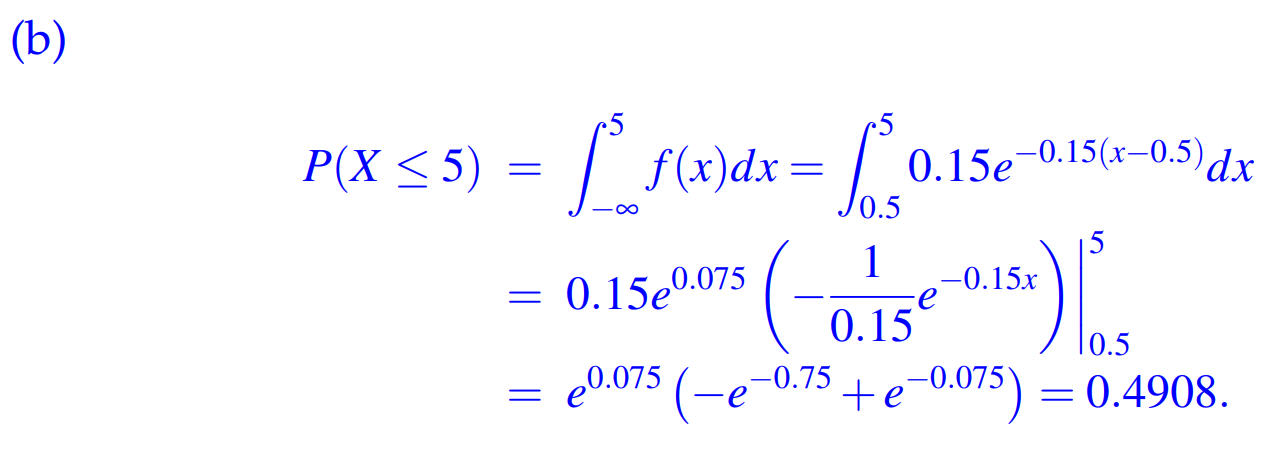 (b)
P(X ≤ 5) = ∫_{−∞}^{5} f(x)dx = ∫_{0.5}^{5} 0.15e^{−0.15(x−0.5)}dx
= 0.15e^{0.075} (−\frac{1}{0.15}e^{−0.15x})|_{0.5}^{5}
= e^{0.075} (−e^{−0.75} + e^{−0.075}) = 0.4908.